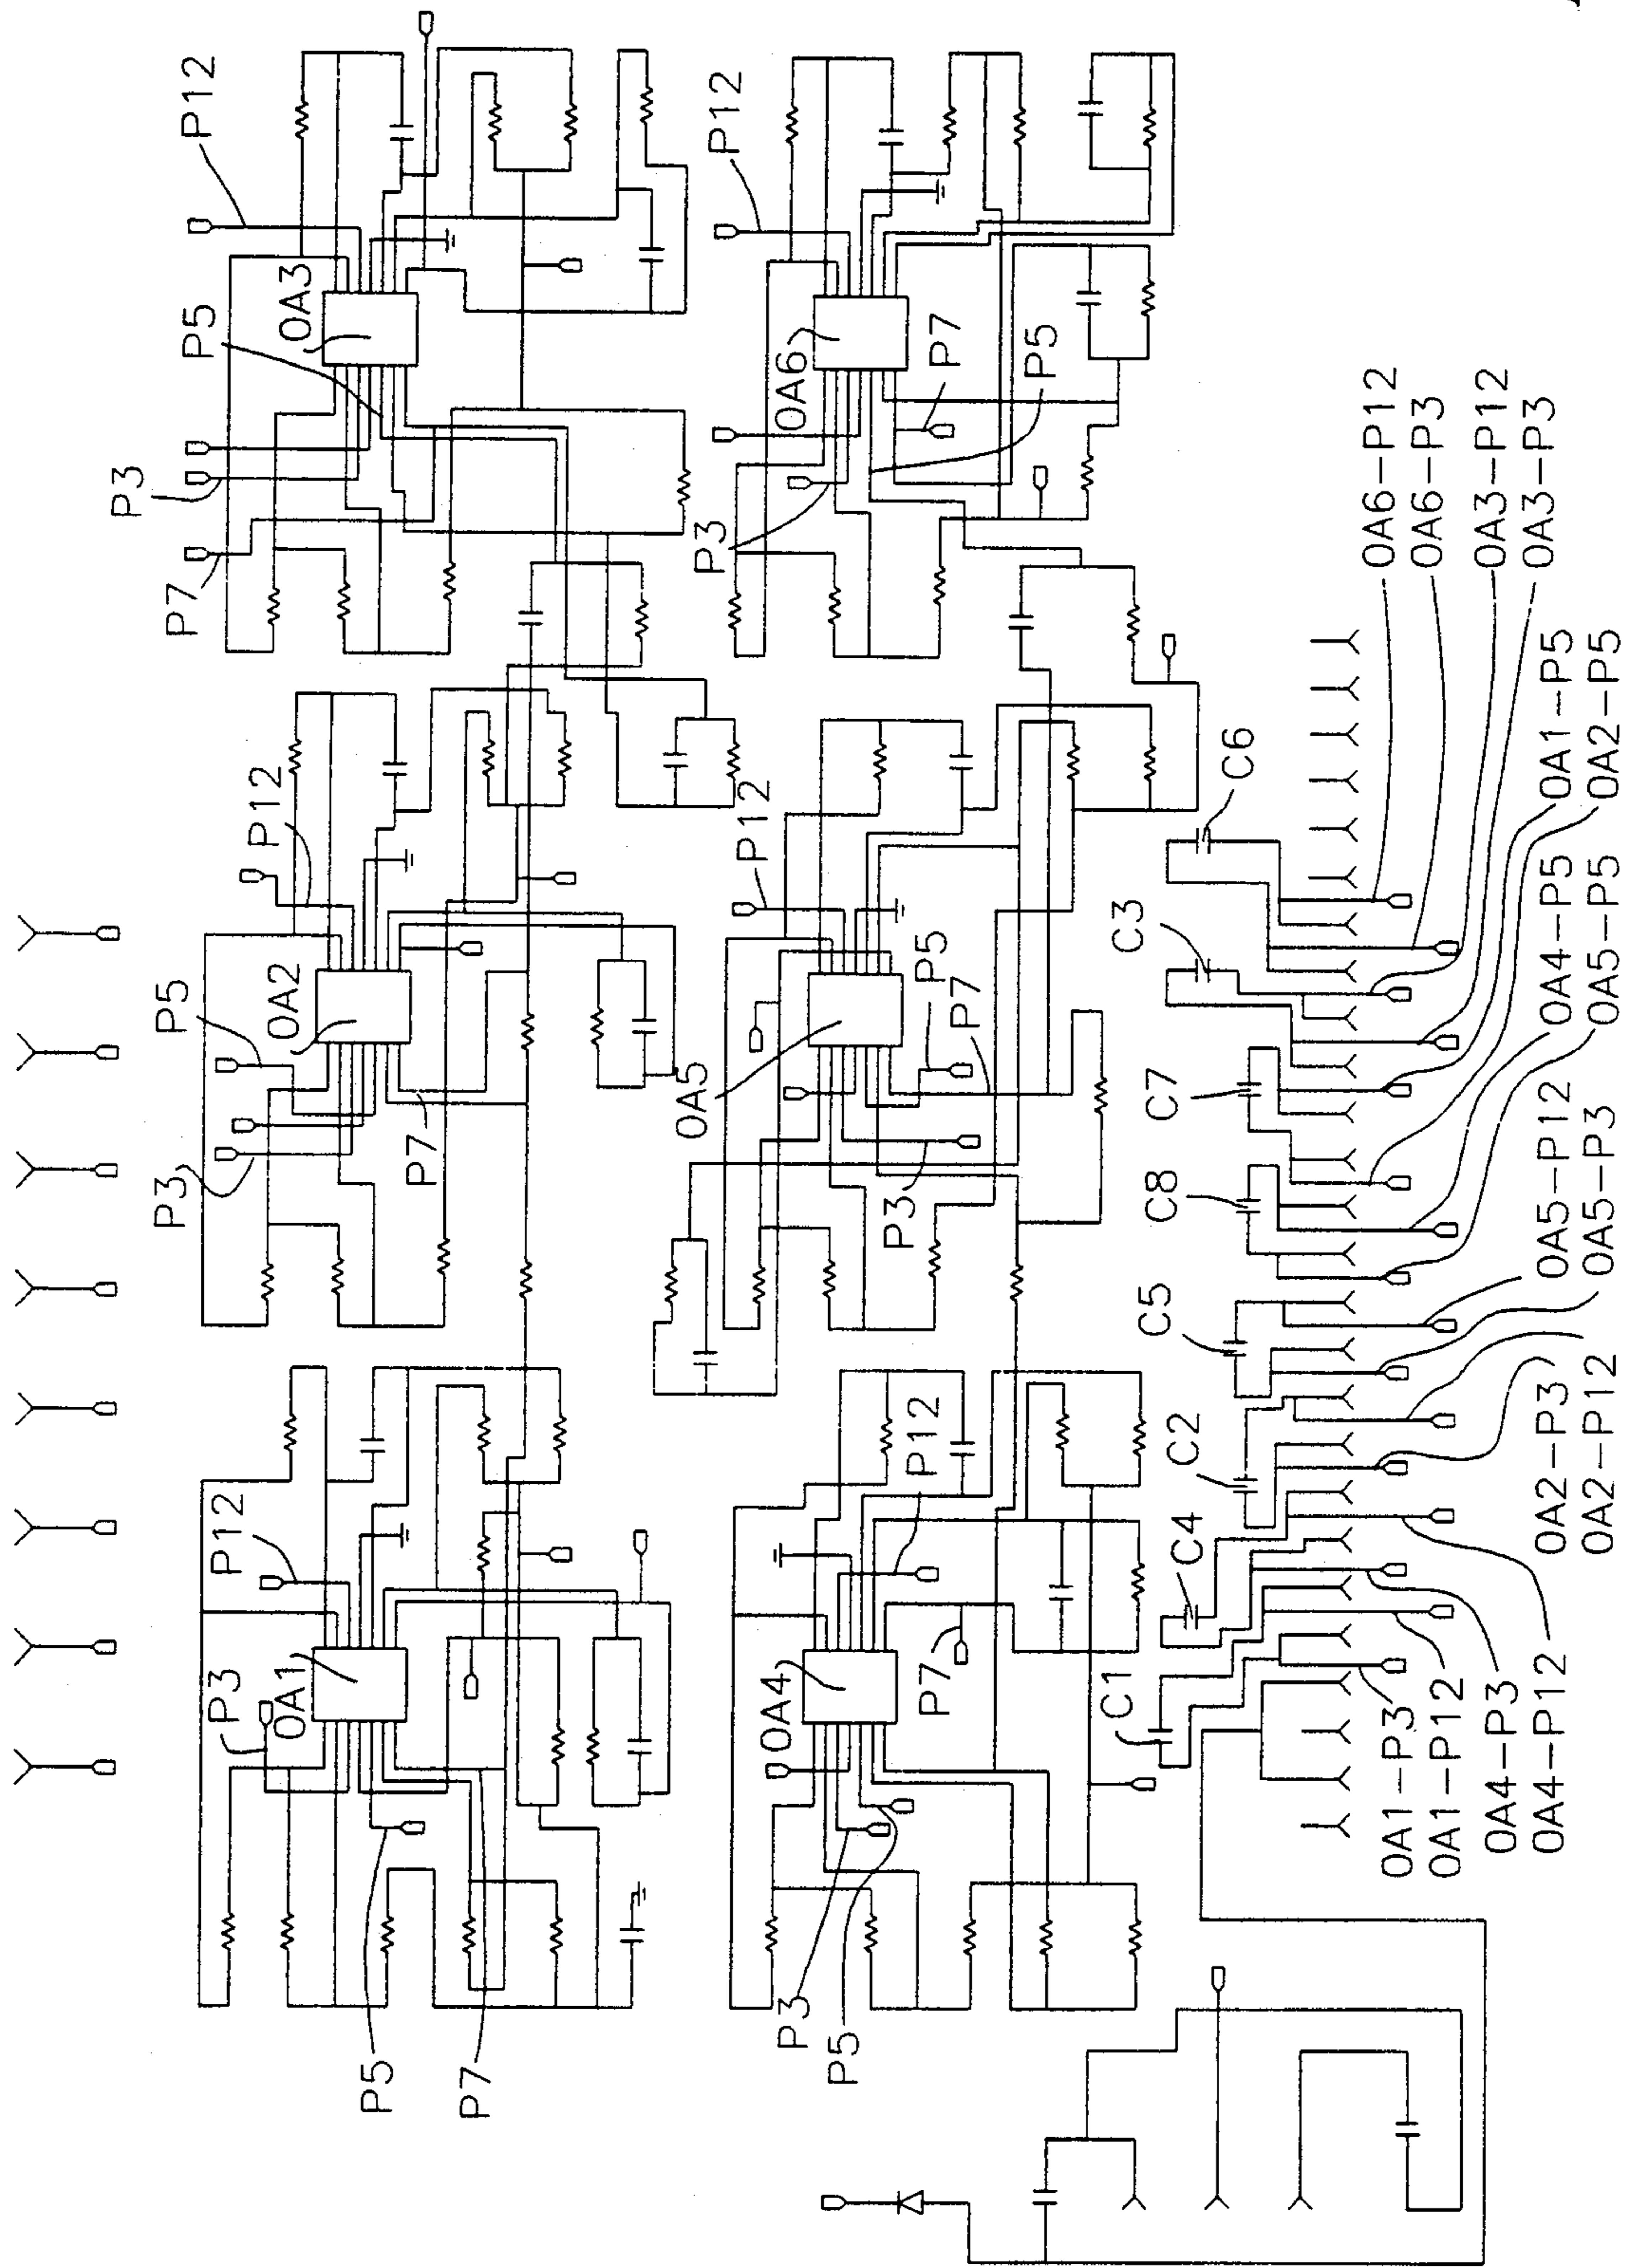 P12
P3
P5
OA3
P7
P12
OA6
P7
P5
P3
P12
P5
OA2
P3
P7
P12
OA5
P5
P7
P3
P12
P3
OA1
P5
P7
P12
OA4
P7
P3
P5
C6
C3
C7
C8
C5
C2
C4
C1
OA6-P12
OA6-P3
OA3-P12
OA3-P3
OA1-P5
OA2-P5
OA4-P5
OA5-P5
OA5-P12
OA5-P3
OA2-P3
OA2-P12
OA1-P3
OA1-P12
OA4-P3
OA4-P12